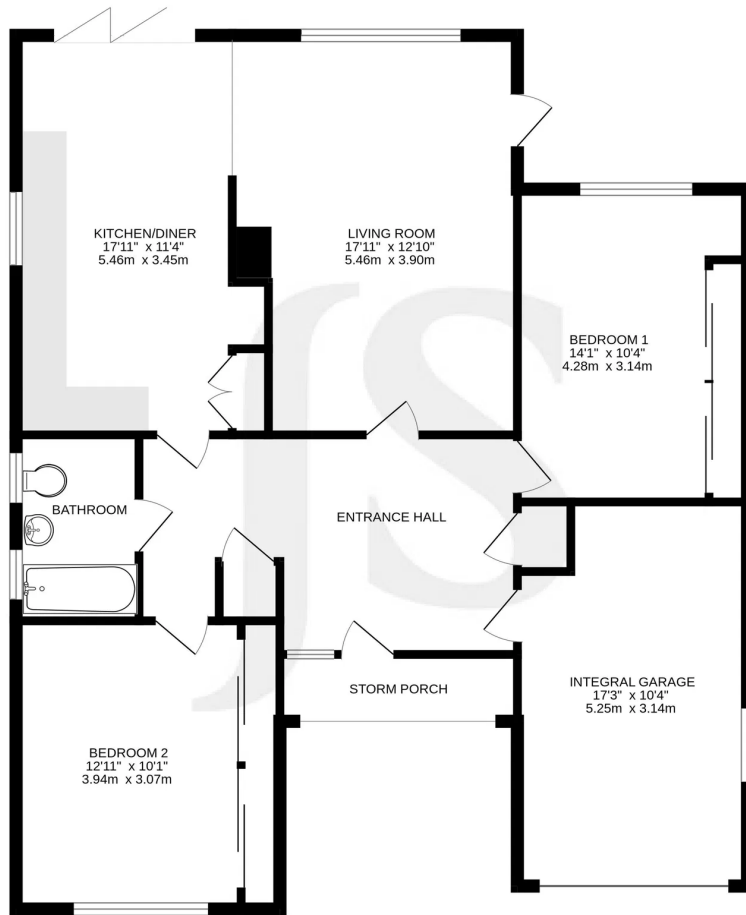 KITCHEN/DINER
17'11" x 11'4"
5.46m x 3.45m
LIVING ROOM
17'11" x 12'10"
5.46m x 3.90m
BEDROOM 1
14'1" x 10'4"
4.28m x 3.14m
BATHROOM
ENTRANCE HALL
STORM PORCH
INTEGRAL GARAGE
17'3" x 10'4"
5.25m x 3.14m
BEDROOM 2
12'11" x 10'1"
3.94m x 3.07m
JS